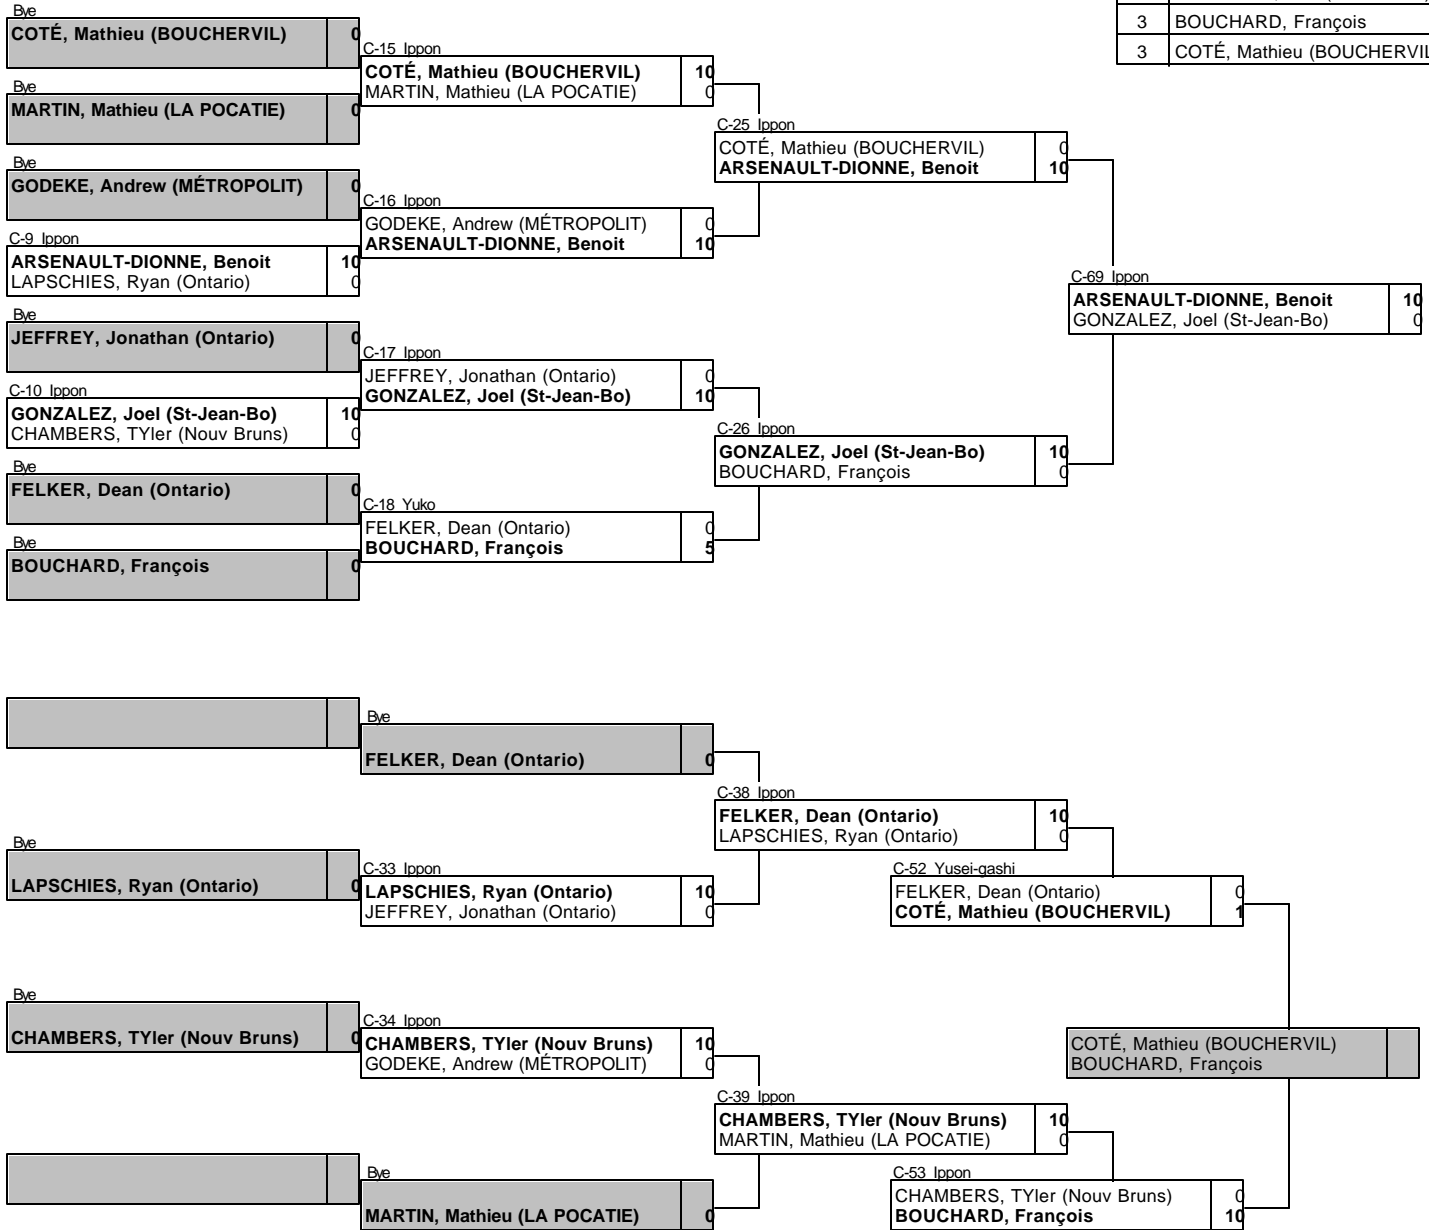 Bye
COTÉ, Mathieu (BOUCHERVIL) 0
Bye
MARTIN, Mathieu (LA POCATIE) 0
Bye
GODEKE, Andrew (MÉTROPOLIT) 0
C-9 Ippon
ARSENAULT-DIONNE, Benoit 10
LAPSCHIES, Ryan (Ontario) 0
Bye
JEFFREY, Jonathan (Ontario) 0
C-10 Ippon
GONZALEZ, Joel (St-Jean-Bo) 10
CHAMBERS, TYler (Nouv Bruns) 0
Bye
FELKER, Dean (Ontario) 0
Bye
BOUCHARD, François 0
C-15 Ippon
COTÉ, Mathieu (BOUCHERVIL) 10
MARTIN, Mathieu (LA POCATIE) 0
C-16 Ippon
GODEKE, Andrew (MÉTROPOLIT) 0
ARSENAULT-DIONNE, Benoit 10
C-17 Ippon
JEFFREY, Jonathan (Ontario) 0
GONZALEZ, Joel (St-Jean-Bo) 10
C-18 Yuko
FELKER, Dean (Ontario) 0
BOUCHARD, François 5
C-25 Ippon
COTÉ, Mathieu (BOUCHERVIL) 0
ARSENAULT-DIONNE, Benoit 10
C-26 Ippon
GONZALEZ, Joel (St-Jean-Bo) 10
BOUCHARD, François 0
C-69 Ippon
ARSENAULT-DIONNE, Benoit 10
GONZALEZ, Joel (St-Jean-Bo) 0
3 BOUCHARD, François
3 COTÉ, Mathieu (BOUCHERVIL
Bye
LAPSCHIES, Ryan (Ontario) 0
Bye
CHAMBERS, TYler (Nouv Bruns) 0
Bye
FELKER, Dean (Ontario) 0
C-33 Ippon
LAPSCHIES, Ryan (Ontario) 10
JEFFREY, Jonathan (Ontario) 0
C-34 Ippon
CHAMBERS, TYler (Nouv Bruns) 10
GODEKE, Andrew (MÉTROPOLIT) 0
Bye
MARTIN, Mathieu (LA POCATIE) 0
C-38 Ippon
FELKER, Dean (Ontario) 10
LAPSCHIES, Ryan (Ontario) 0
C-39 Ippon
CHAMBERS, TYler (Nouv Bruns) 10
MARTIN, Mathieu (LA POCATIE) 0
C-52 Yusei-gashi
FELKER, Dean (Ontario) 0
COTÉ, Mathieu (BOUCHERVIL) 1
C-53 Ippon
CHAMBERS, TYler (Nouv Bruns) 0
BOUCHARD, François 10
COTÉ, Mathieu (BOUCHERVIL)
BOUCHARD, François